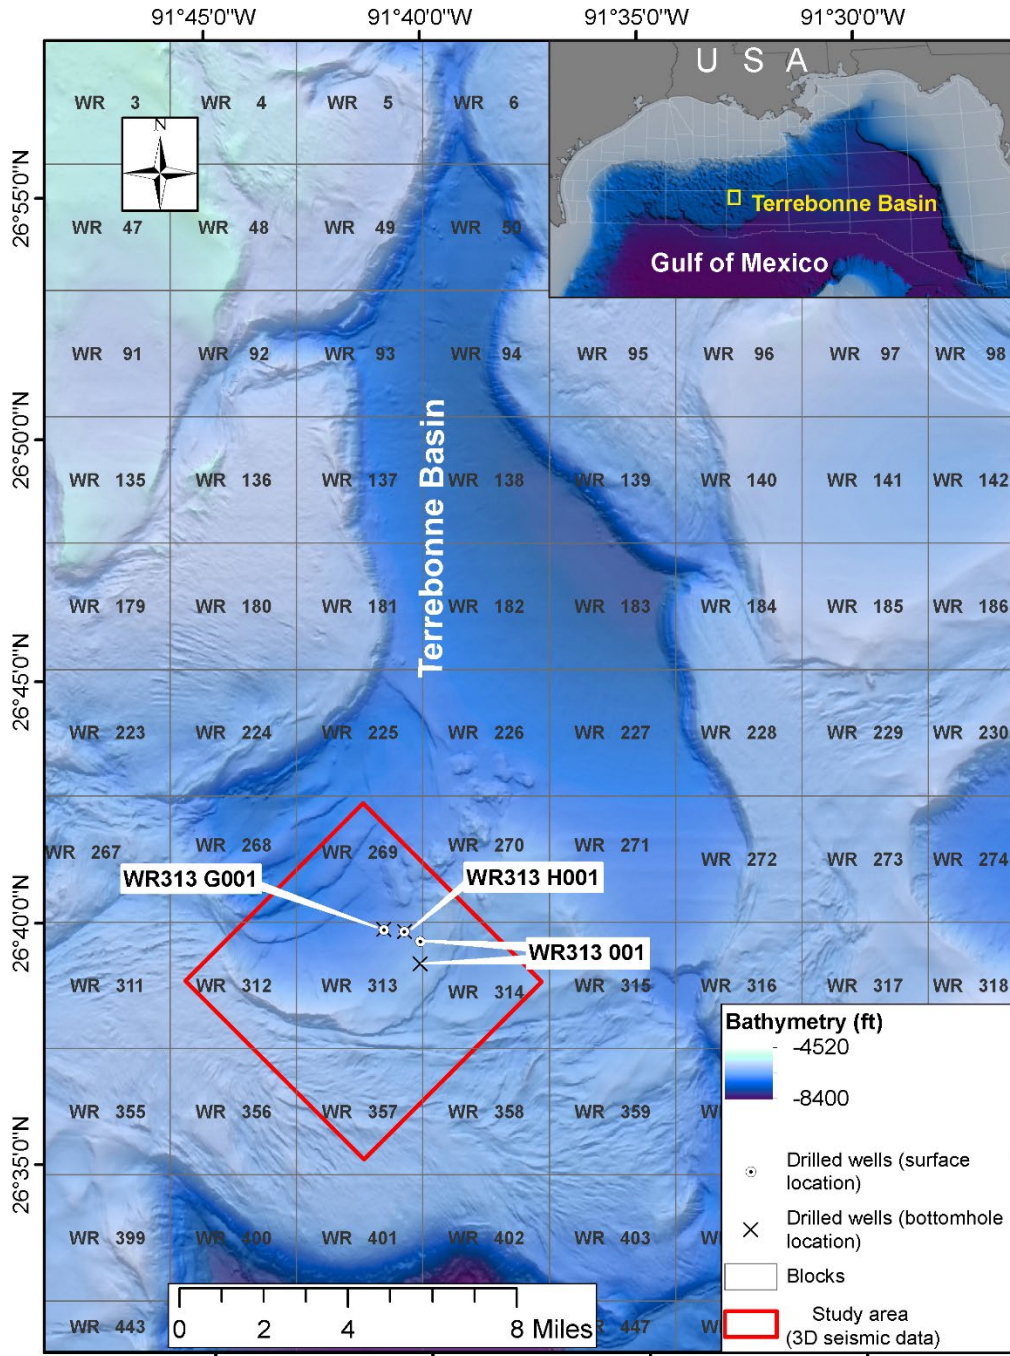 91°45'0"W 91°40'0"W 91°35'0"W 91°30'0"W
U S A
Terrebonne Basin
Gulf of Mexico
N
WR 3 WR 4 WR 5 WR 6
26°55'0"N
WR 47 WR 48 WR 49 WR 50
WR 91 WR 92 WR 93 WR 94 WR 95 WR 96 WR 97 WR 98
26°50'0"N
Terrebonne Basin
WR 135 WR 136 WR 137 WR 138 WR 139 WR 140 WR 141 WR 142
WR 179 WR 180 WR 181 WR 182 WR 183 WR 184 WR 185 WR 186
26°45'0"N
WR 223 WR 224 WR 225 WR 226 WR 227 WR 228 WR 229 WR 230
WR 267 WR 268 WR 269 WR 270 WR 271 WR 272 WR 273 WR 274
WR313 G001 WR313 H001
26°40'0"N
WR313 001
WR 311 WR 312 WR 313 WR 314 WR 315 WR 316 WR 317 WR 318
WR 355 WR 356 WR 357 WR 358 WR 359
26°35'0"N
WR 399 WR 400 WR 401 WR 402 WR 403
WR 443 447
0 2 4 8 Miles
Bathymetry (ft)
-4520
-8400
Drilled wells (surface
location)
Drilled wells (bottomhole
location)
Blocks
Study area
(3D seismic data)